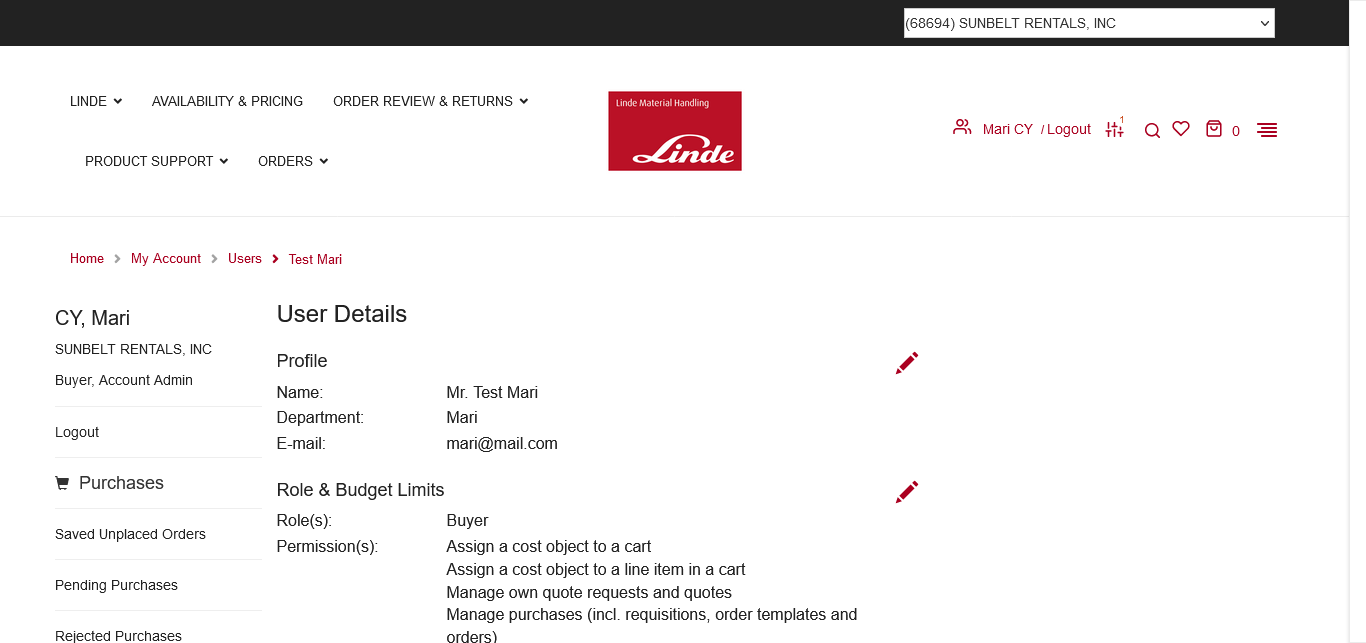 (68694) SUNBELT RENTALS, INC
LINDE
AVAILABILITY & PRICING
ORDER REVIEW & RETURNS
PRODUCT SUPPORT
ORDERS
Linde Material Handling
Linde
Mari CY / Logout
1
0
Home
My Account
Users
Test Mari
CY, Mari
SUNBELT RENTALS, INC
Buyer, Account Admin
Logout
Purchases
Saved Unplaced Orders
Pending Purchases
Rejected Purchases
User Details
Profile
Name: Mr. Test Mari
Department: Mari
E-mail: mari@mail.com
Role & Budget Limits
Role(s): Buyer
Permission(s): Assign a cost object to a cart
Assign a cost object to a line item in a cart
Manage own quote requests and quotes
Manage purchases (incl. requisitions, order templates and
orders)